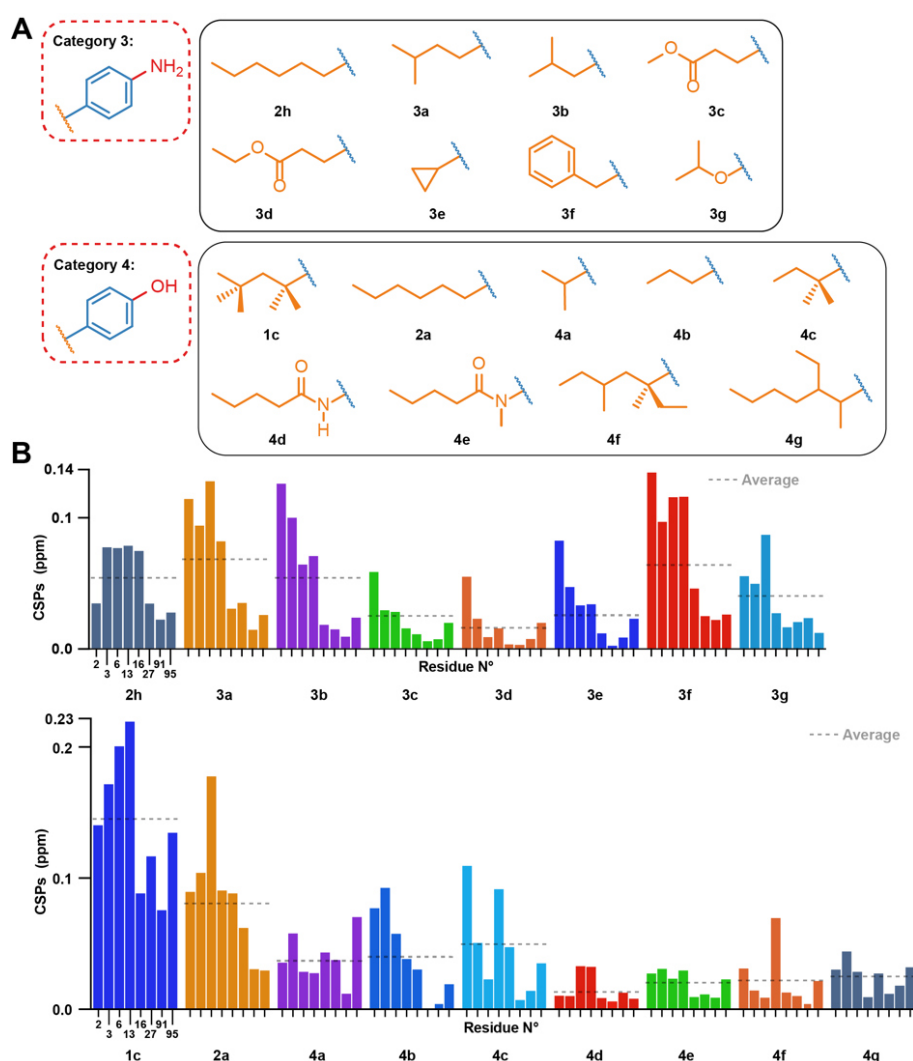 A
Category 3:
NH2
2h
3a
3b
O
O
3c
O
O
3d
3e
3f
O
3g
Category 4:
OH
1c
2a
4a
4b
4c
O
N
H
4d
O
N
4e
4f
4g
B
0.14
0.1
0.0
CSPs (ppm)
Average
2 6 16 91
3 13 27 95
Residue N°
2h 3a 3b 3c 3d 3e 3f 3g
0.23
0.2
0.1
0.0
CSPs (ppm)
Average
2 6 16 91
3 13 27 95
Residue N°
1c 2a 4a 4b 4c 4d 4e 4f 4g